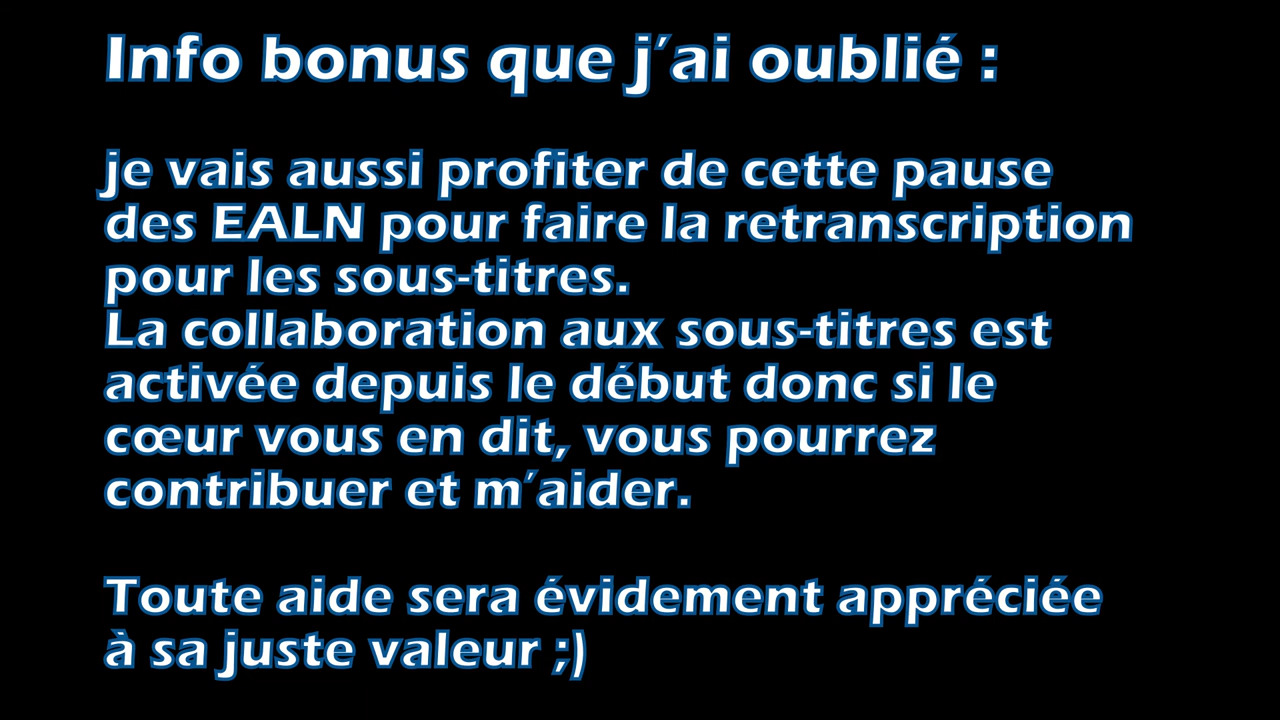 Info bonus que j'ai oublié :
je vais aussi profiter de cette pause
des EALN pour faire la retranscription
pour les sous-titres.
La collaboration aux sous-titres est
activée depuis le début donc si le
cœur vous en dit, vous pourrez
contribuer et m'aider.
Toute aide sera évidement appréciée
à sa juste valeur ;)